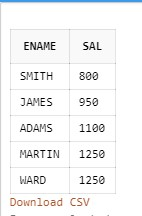 ENAME SAL
SMITH 800
JAMES 950
ADAMS 1100
MARTIN 1250
WARD 1250
Download CSV